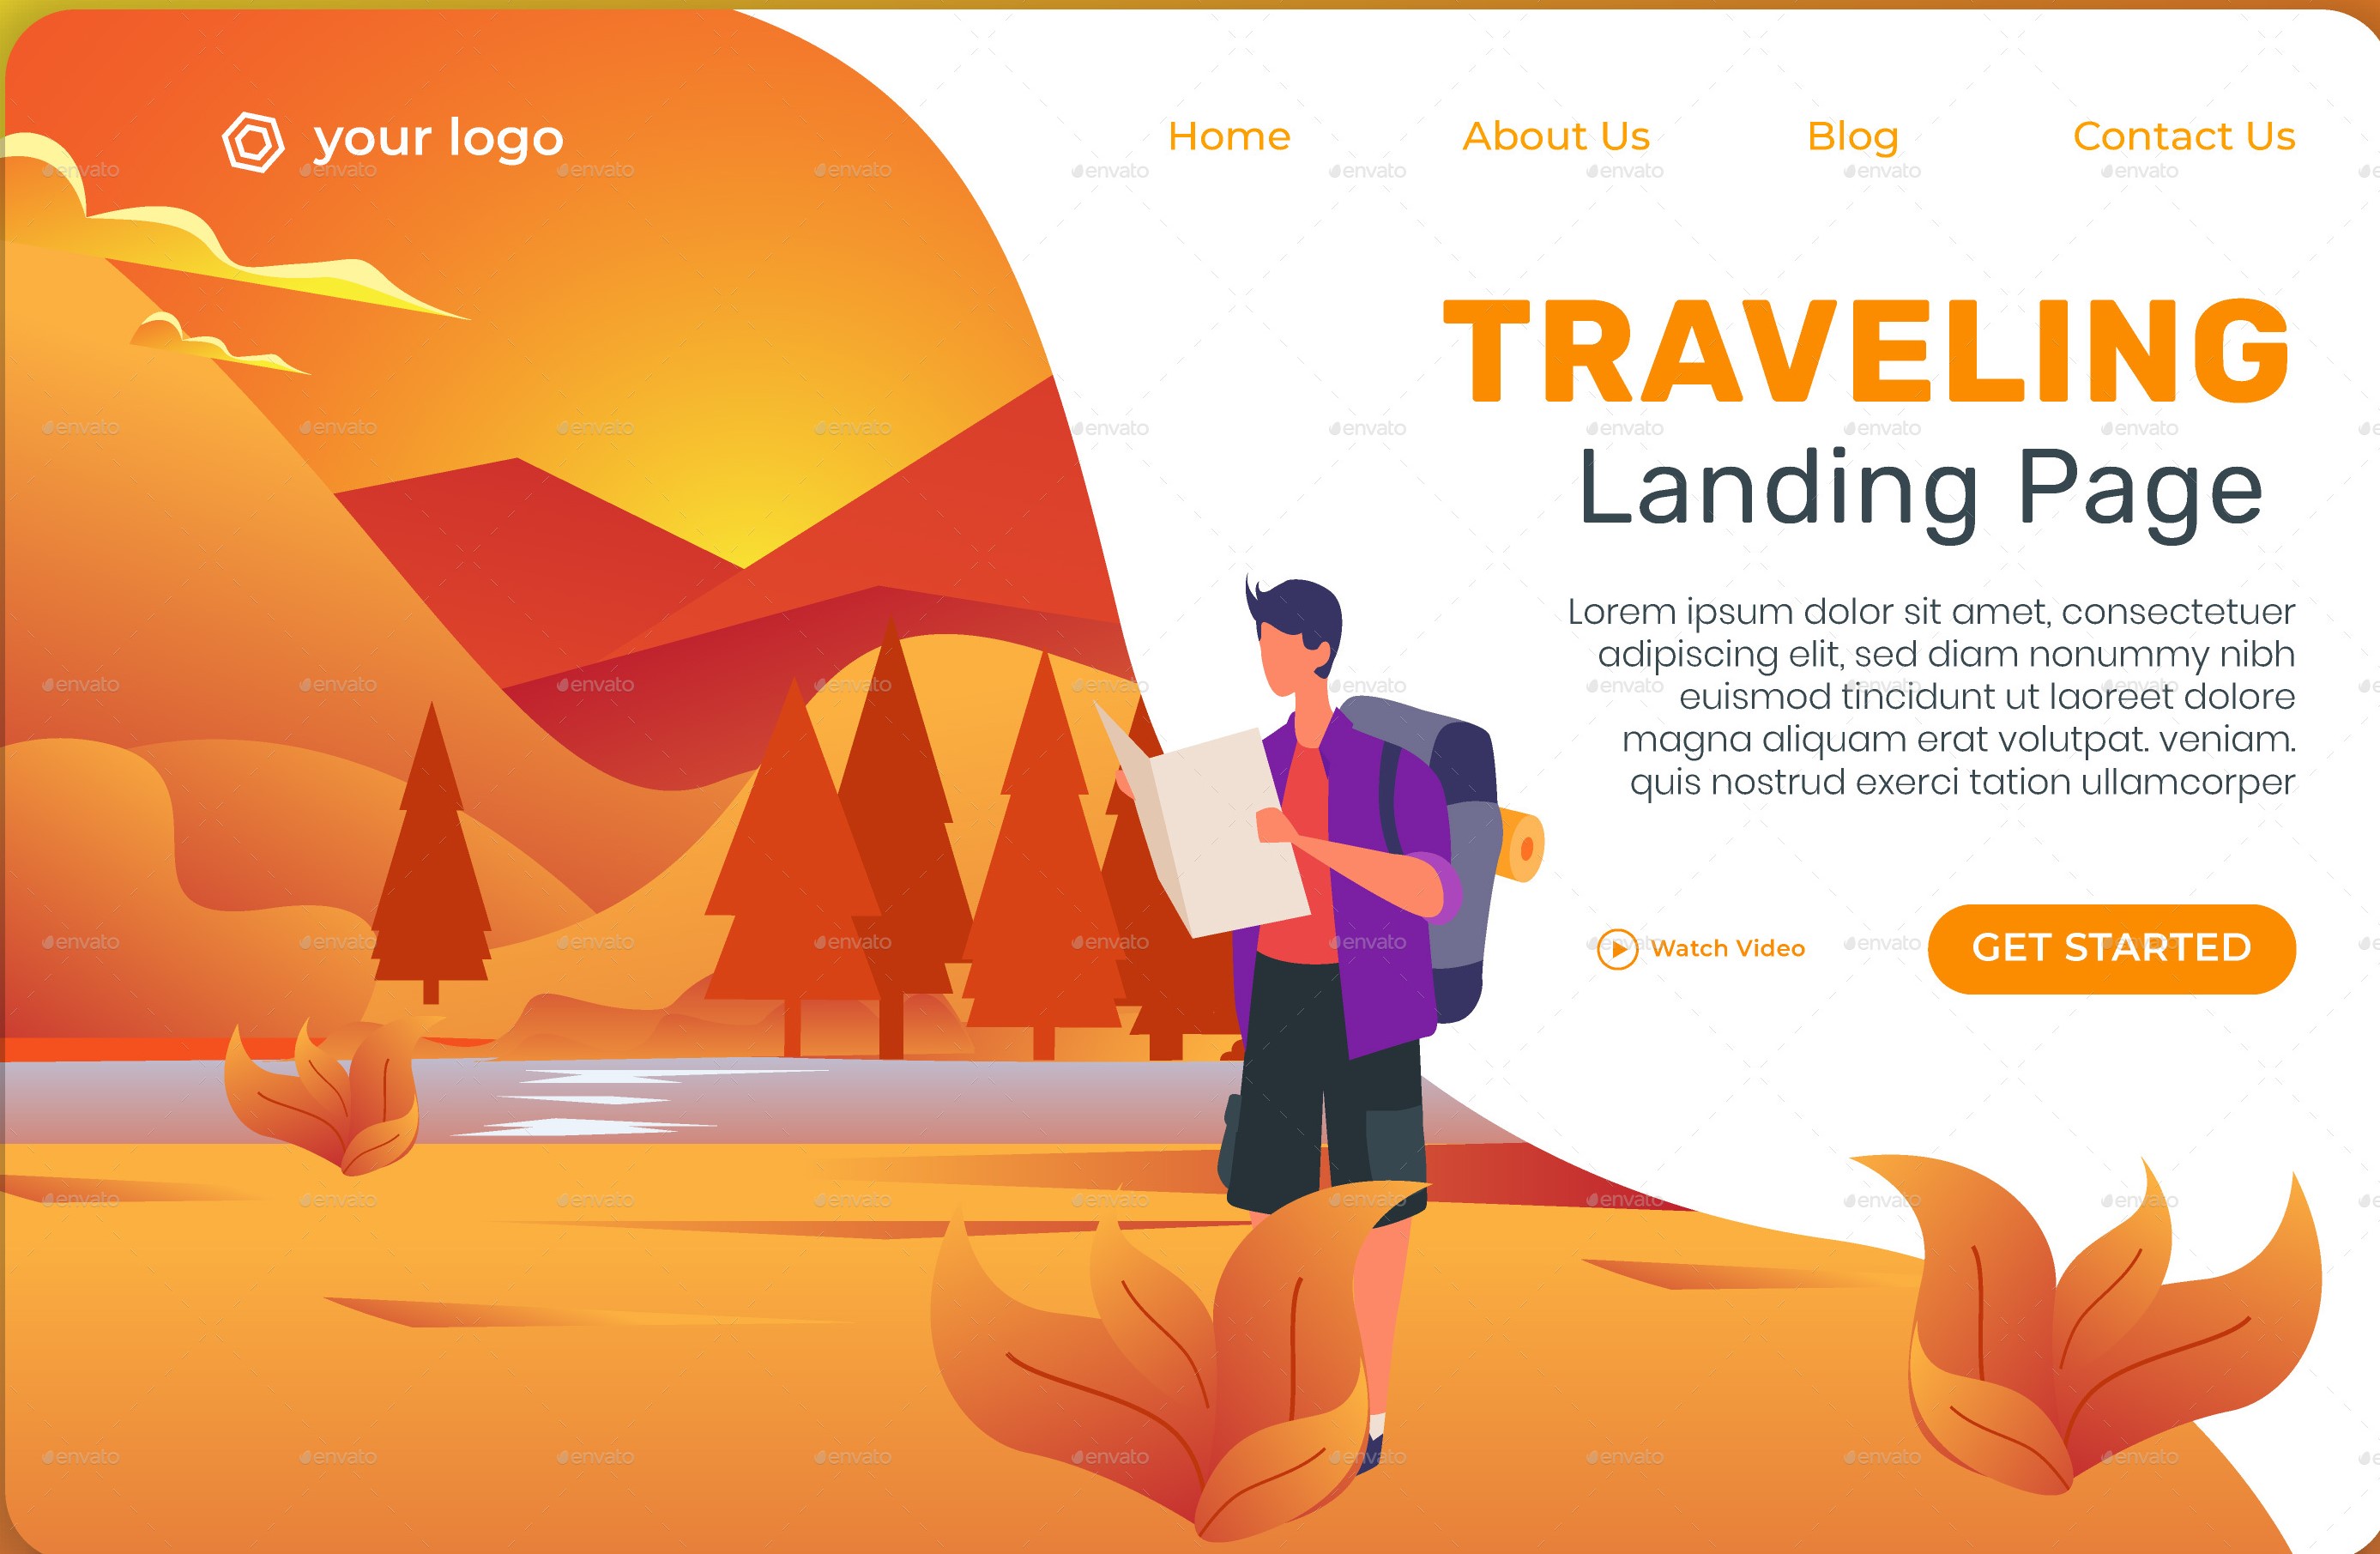 your logo
Home About Us Blog Contact Us
TRAVELING
Landing Page
Lorem ipsum dolor sit amet, consectetuer
adipiscing elit, sed diam nonummy nibh
euismod tincidunt ut laoreet dolore
magna aliquam erat volutpat. veniam.
quis nostrud exerci tation ullamcorper
Watch Video
GET STARTED
envato